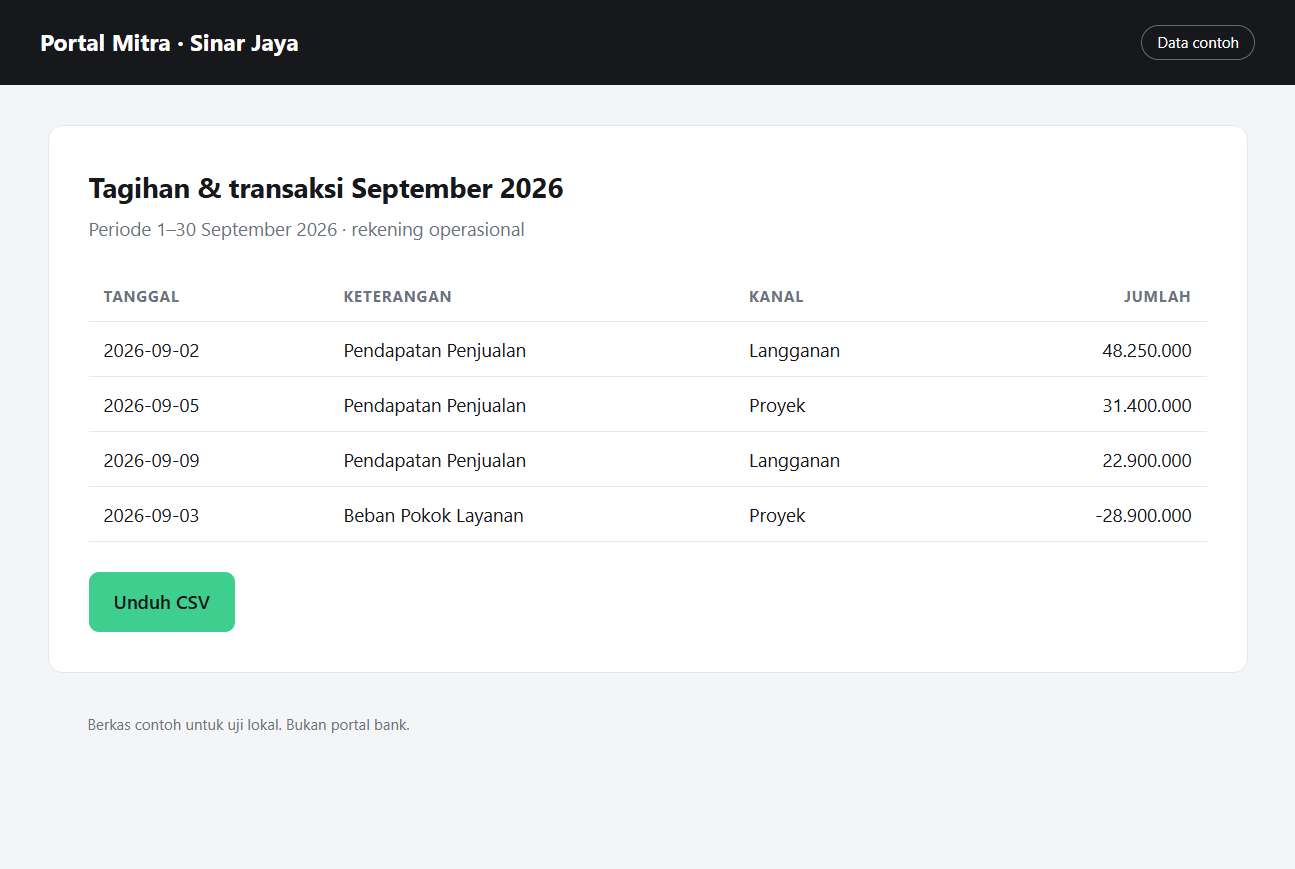 Portal Mitra · Sinar Jaya
Data contoh
Tagihan & transaksi September 2026
Periode 1–30 September 2026 · rekening operasional
TANGGAL KETERANGAN KANAL JUMLAH
2026-09-02 Pendapatan Penjualan Langganan 48.250.000
2026-09-05 Pendapatan Penjualan Proyek 31.400.000
2026-09-09 Pendapatan Penjualan Langganan 22.900.000
2026-09-03 Beban Pokok Layanan Proyek -28.900.000
Unduh CSV
Berkas contoh untuk uji lokal. Bukan portal bank.